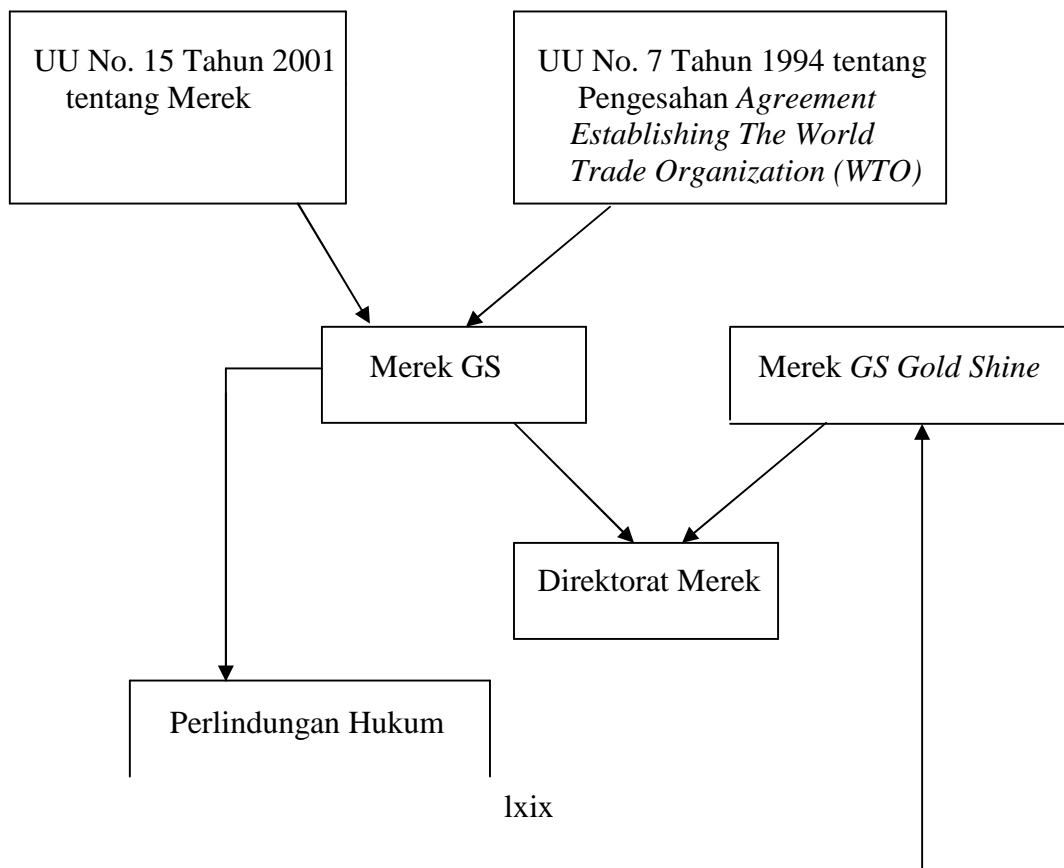 UU No. 15 Tahun 2001
tentang Merek
UU No. 7 Tahun 1994 tentang
Pengesahan Agreement
Establishing The World
Trade Organization (WTO)
Merek GS
Merek GS Gold Shine
Direktorat Merek
Perlindungan Hukum
lxix